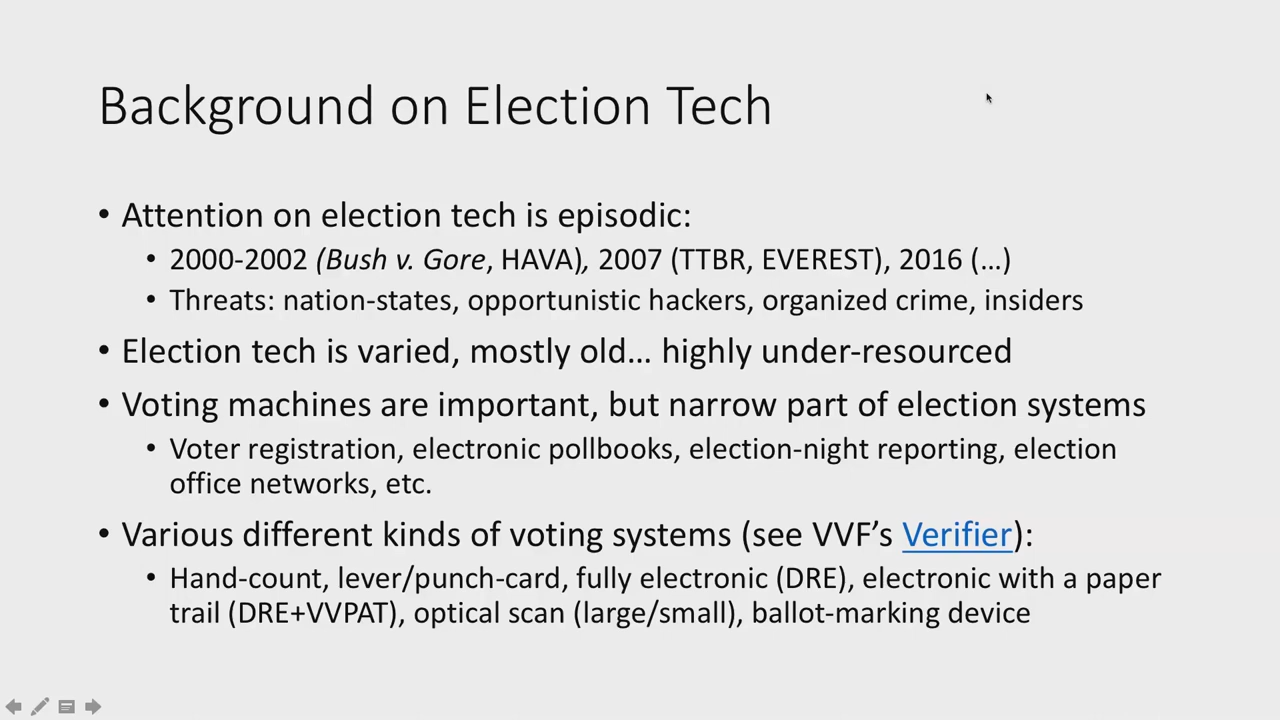 Background on Election Tech
• Attention on election tech is episodic:
• 2000-2002 (Bush v. Gore, HAVA), 2007 (TTBR, EVEREST), 2016 (…)
• Threats: nation-states, opportunistic hackers, organized crime, insiders
• Election tech is varied, mostly old… highly under-resourced
• Voting machines are important, but narrow part of election systems
• Voter registration, electronic pollbooks, election-night reporting, election
office networks, etc.
• Various different kinds of voting systems (see VVF’s Verifier):
• Hand-count, lever/punch-card, fully electronic (DRE), electronic with a paper
trail (DRE+VVPAT), optical scan (large/small), ballot-marking device